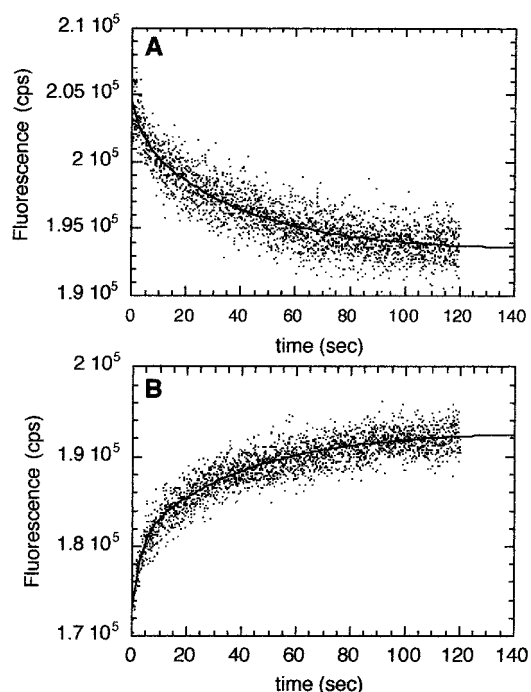 A
2.1 10⁵
2.05 10⁵
2 10⁵
1.95 10⁵
1.9 10⁵
Fluorescence (cps)
0 20 40 60 80 100 120 140
time (sec)
B
2 10⁵
1.9 10⁵
1.8 10⁵
1.7 10⁵
Fluorescence (cps)
0 20 40 60 80 100 120 140
time (sec)